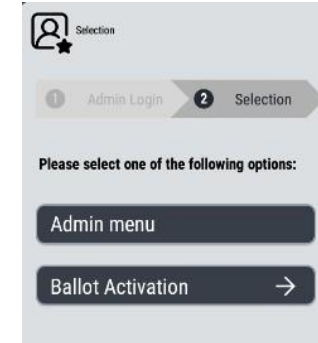 Selection
1 Admin Login 2 Selection
Please select one of the following options:
Admin menu
Ballot Activation